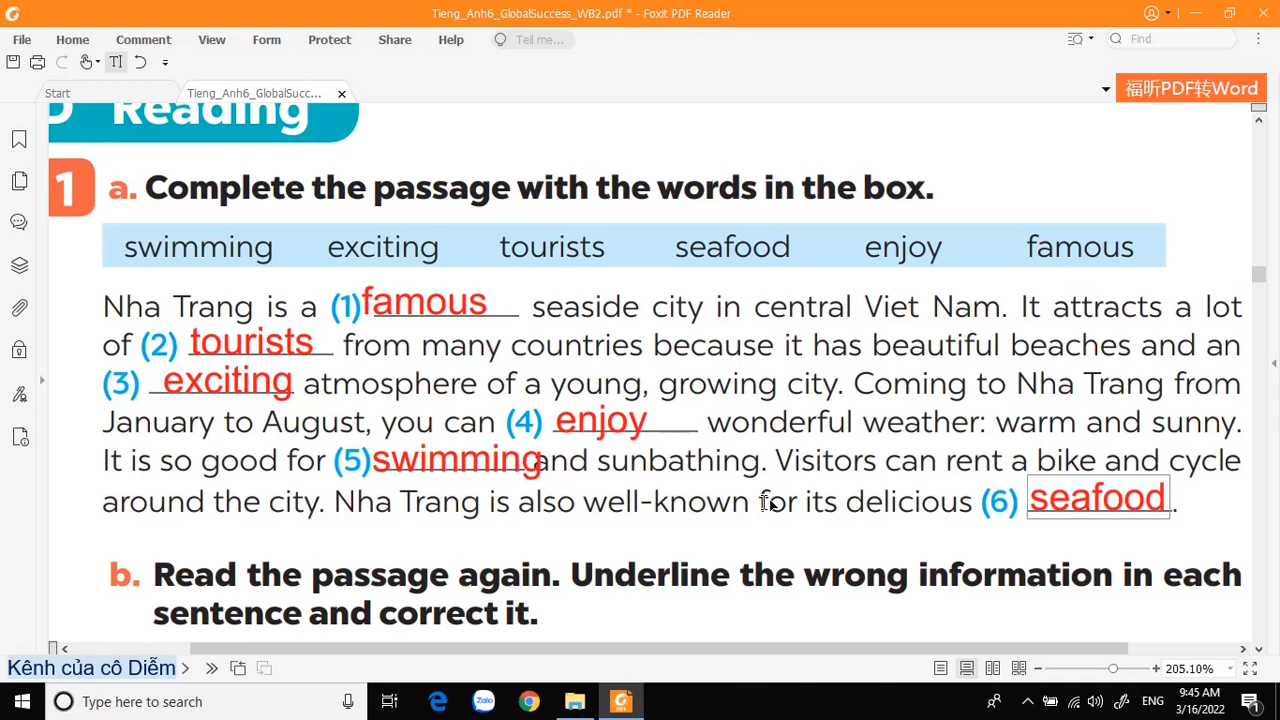 Tieng_Anh6_GlobalSuccess_WB2.pdf * - Foxit PDF Reader
File Home Comment View Form Protect Share Help Tell me... Find
Start Tieng_Anh6_GlobalSucc... 福昕PDF转Word
D Reading
1 a. Complete the passage with the words in the box.
swimming exciting tourists seafood enjoy famous
Nha Trang is a (1) famous seaside city in central Viet Nam. It attracts a lot
of (2) tourists from many countries because it has beautiful beaches and an
(3) exciting atmosphere of a young, growing city. Coming to Nha Trang from
January to August, you can (4) enjoy wonderful weather: warm and sunny.
It is so good for (5) swimming and sunbathing. Visitors can rent a bike and cycle
around the city. Nha Trang is also well-known for its delicious (6) seafood.
b. Read the passage again. Underline the wrong information in each
sentence and correct it.
Kênh của cô Diễm 205.10%
Type here to search Zalo ENG 9:45 AM
3/16/2022 1